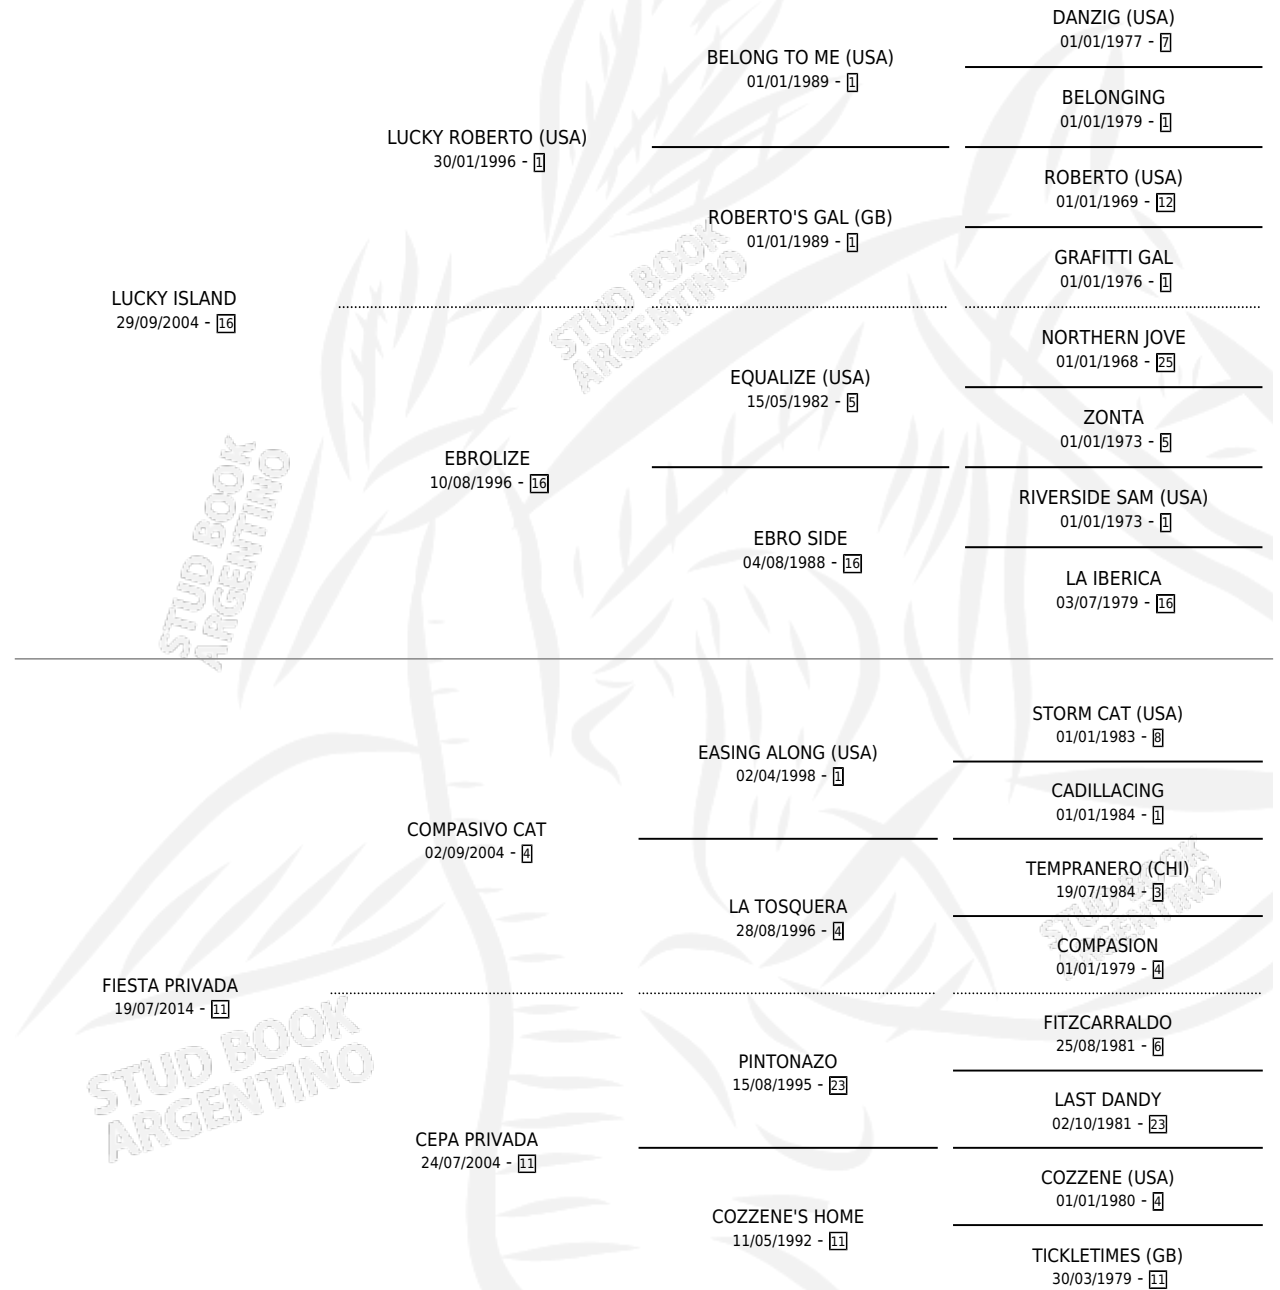 DANZIG (USA)
01/01/1977 - 7
BELONG TO ME (USA)
01/01/1989 - 1
BELONGING
01/01/1979 - 1
LUCKY ROBERTO (USA)
30/01/1996 - 1
ROBERTO (USA)
01/01/1969 - 12
ROBERTO'S GAL (GB)
01/01/1989 - 1
GRAFITTI GAL
01/01/1976 - 1
LUCKY ISLAND
29/09/2004 - 16
STUD BOOK
ARGENTINO
NORTHERN JOVE
01/01/1968 - 25
EQUALIZE (USA)
15/05/1982 - 5
ZONTA
01/01/1973 - 5
EBROLIZE
10/08/1996 - 16
RIVERSIDE SAM (USA)
01/01/1973 - 1
EBRO SIDE
04/08/1988 - 16
LA IBERICA
03/07/1979 - 16
STUD BOOK
ARGENTINO
STORM CAT (USA)
01/01/1983 - 8
EASING ALONG (USA)
02/04/1998 - 1
CADILLACING
01/01/1984 - 1
COMPASIVO CAT
02/09/2004 - 4
TEMPRANERO (CHI)
19/07/1984 - 3
LA TOSQUERA
28/08/1996 - 4
STUD BOOK
ARGENTINO
COMPASION
01/01/1979 - 4
FIESTA PRIVADA
19/07/2014 - 11
FITZCARRALDO
25/08/1981 - 6
PINTONAZO
15/08/1995 - 23
LAST DANDY
02/10/1981 - 23
STUD BOOK
ARGENTINO
CEPA PRIVADA
24/07/2004 - 11
COZZENE (USA)
01/01/1980 - 4
COZZENE'S HOME
11/05/1992 - 11
TICKLETIMES (GB)
30/03/1979 - 11